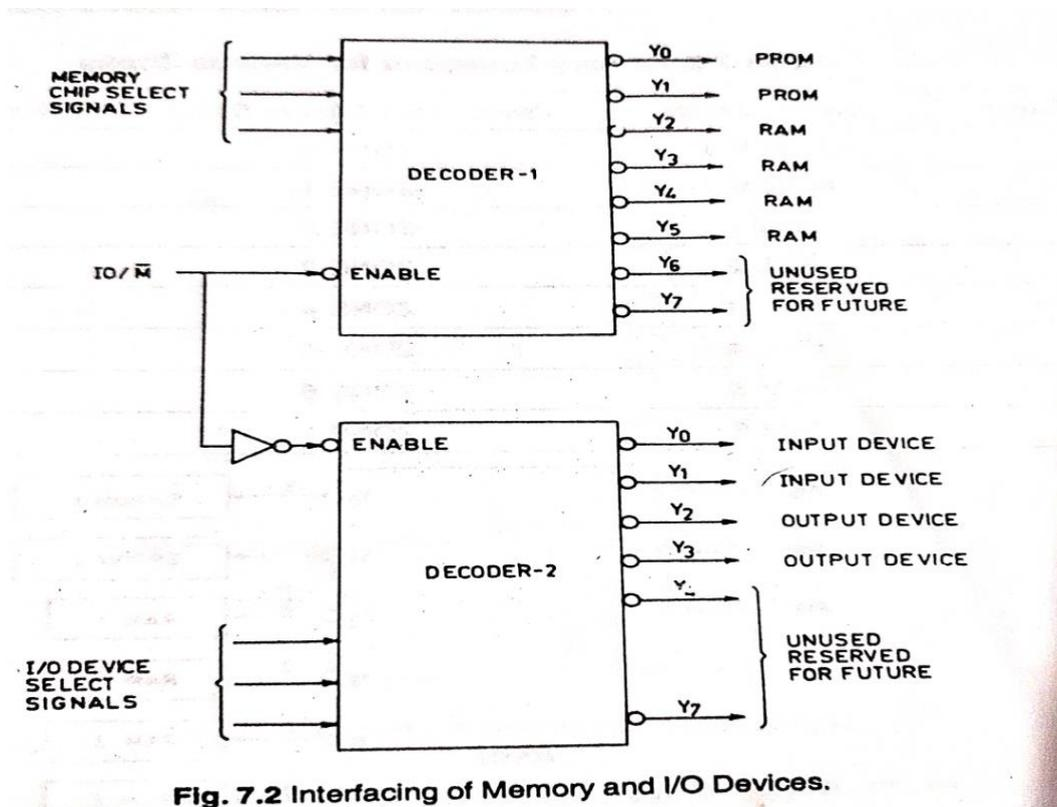 MEMORY
CHIP SELECT
SIGNALS
DECODER-1
Y0 PROM
Y1 PROM
Y2 RAM
Y3 RAM
Y4 RAM
Y5 RAM
Y6
Y7
UNUSED
RESERVED
FOR FUTURE
IO/M̅
ENABLE
ENABLE
DECODER-2
Y0 INPUT DEVICE
Y1 INPUT DEVICE
Y2 OUTPUT DEVICE
Y3 OUTPUT DEVICE
Y7
UNUSED
RESERVED
FOR FUTURE
I/O DEVICE
SELECT
SIGNALS
Fig. 7.2 Interfacing of Memory and I/O Devices.